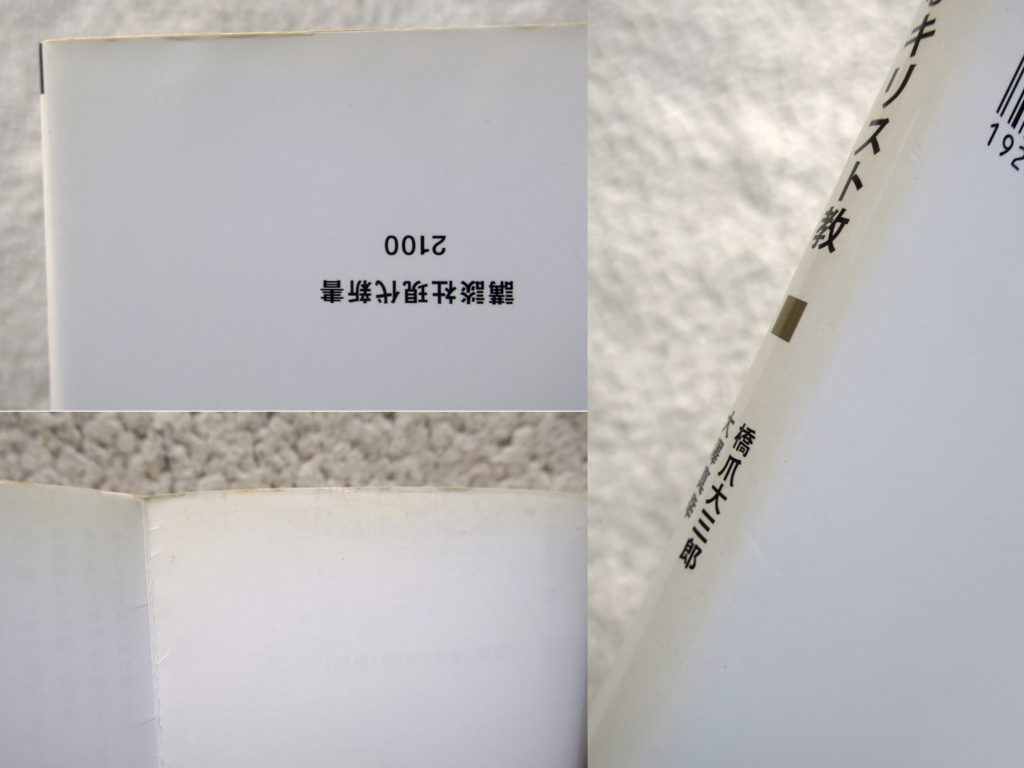 講談社現代新書
2100
キリスト教
橋爪大三郎
大澤真幸
192